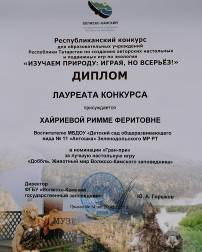 ВОЛЖСКО-КАМСКИЙ
Республиканский конкурс
для образовательных учреждений
Республики Татарстан по созданию авторских настольных
и подвижных игр по экологии
«ИЗУЧАЕМ ПРИРОДУ: ИГРАЯ, НО ВСЕРЬЁЗ!»
ДИПЛОМ
ЛАУРЕАТА КОНКУРСА
присуждается
ХАЙРИЕВОЙ РИММЕ ФЕРИТОВНЕ
Воспитателю МБДОУ «Детский сад общеразвивающего
вида № 11 «Антошка» Зеленодольского МР РТ
в номинации «Гран-при»
за лучшую настольную игру
(Доббль. Животный мир Волжско-Камского заповедника)
Директор
ФГБУ «Волжско-Камский
государственный заповедник»
Ю. А. Горшков